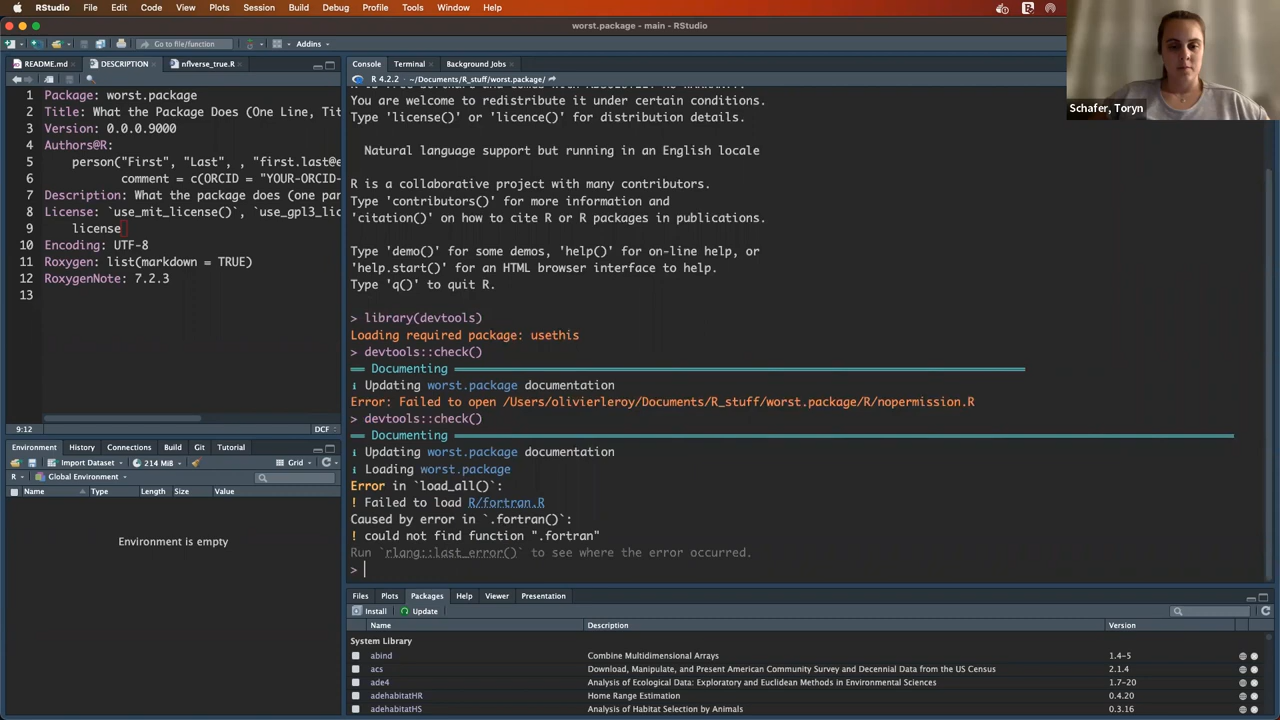 RStudio File Edit Code View Plots Session Build Debug Profile Tools Window Help
worst.package - main - RStudio
Go to file/function Addins
README.md DESCRIPTION nflverse_true.R
1 Package: worst.package
2 Title: What the Package Does (One Line, Tit
3 Version: 0.0.0.9000
4 Authors@R:
5 person("First", "Last", , "first.last@e
6 comment = c(ORCID = "YOUR-ORCID-
7 Description: What the package does (one par
8 License: `use_mit_license()`, `use_gpl3_lic
9 license
10 Encoding: UTF-8
11 Roxygen: list(markdown = TRUE)
12 RoxygenNote: 7.2.3
13
9:12 DCF
Environment History Connections Build Git Tutorial
Import Dataset 214 MiB Grid
R Global Environment
Name Type Length Size Value
Environment is empty
Console Terminal Background Jobs
R 4.2.2 · ~/Documents/R_stuff/worst.package/
You are welcome to redistribute it under certain conditions.
Type 'license()' or 'licence()' for distribution details.
Natural language support but running in an English locale
R is a collaborative project with many contributors.
Type 'contributors()' for more information and
'citation()' on how to cite R or R packages in publications.
Type 'demo()' for some demos, 'help()' for on-line help, or
'help.start()' for an HTML browser interface to help.
Type 'q()' to quit R.
> library(devtools)
Loading required package: usethis
> devtools::check()
══ Documenting ══
ℹ Updating worst.package documentation
Error: Failed to open /Users/olivierleroy/Documents/R_stuff/worst.package/R/nopermission.R
> devtools::check()
══ Documenting ══
ℹ Updating worst.package documentation
ℹ Loading worst.package
Error in `load_all()`:
! Failed to load R/fortran.R
Caused by error in `.fortran()`:
! could not find function ".fortran"
Run `rlang::last_error()` to see where the error occurred.
>
Files Plots Packages Help Viewer Presentation
Install Update
Name Description Version
System Library
abind Combine Multidimensional Arrays 1.4-5
acs Download, Manipulate, and Present American Community Survey and Decennial Data from the US Census 2.1.4
ade4 Analysis of Ecological Data: Exploratory and Euclidean Methods in Environmental Sciences 1.7-20
adehabitatHR Home Range Estimation 0.4.20
adehabitatHS Analysis of Habitat Selection by Animals 0.3.16
Schafer, Toryn